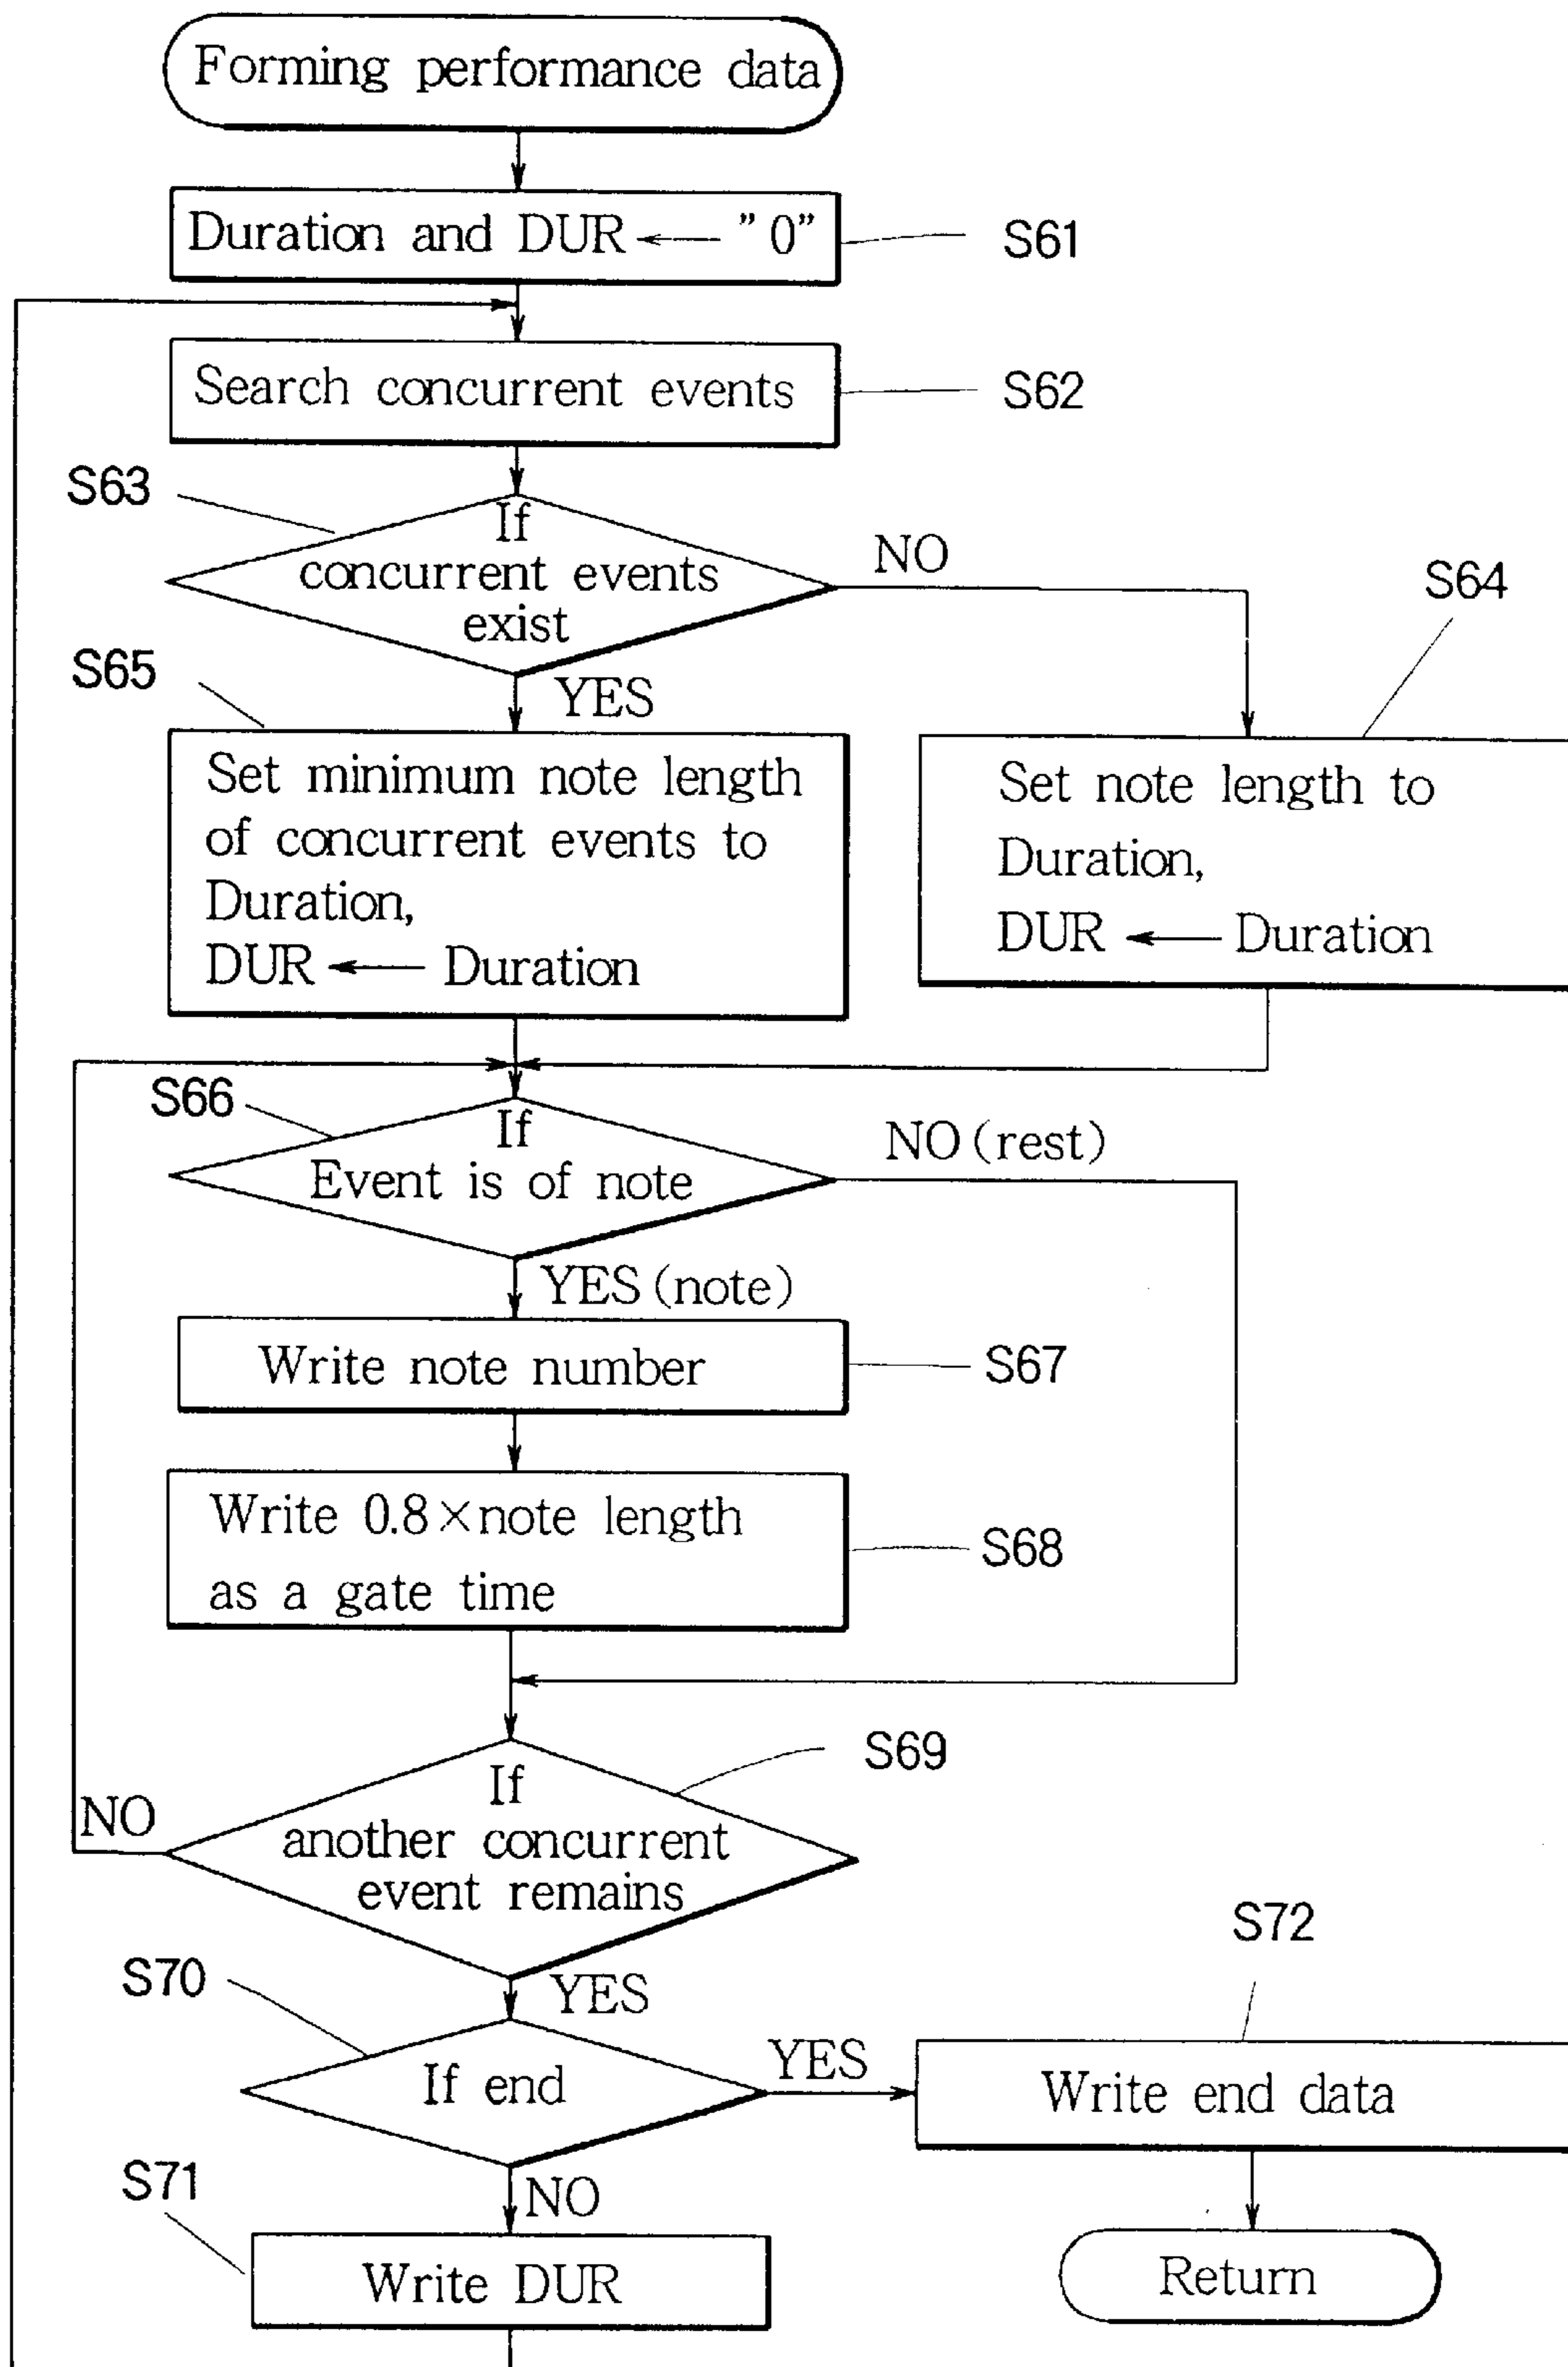 Forming performance data
Duration and DUR ← "0"
S61
Search concurrent events
S62
S63
If
concurrent events
exist
NO
S64
S65
YES
Set minimum note length
of concurrent events to
Duration,
DUR ← Duration
Set note length to
Duration,
DUR ← Duration
S66
If
Event is of note
NO (rest)
YES (note)
Write note number
S67
Write 0.8×note length
as a gate time
S68
S69
If
another concurrent
event remains
NO
YES
S70
If end
YES
S72
Write end data
S71
NO
Write DUR
Return